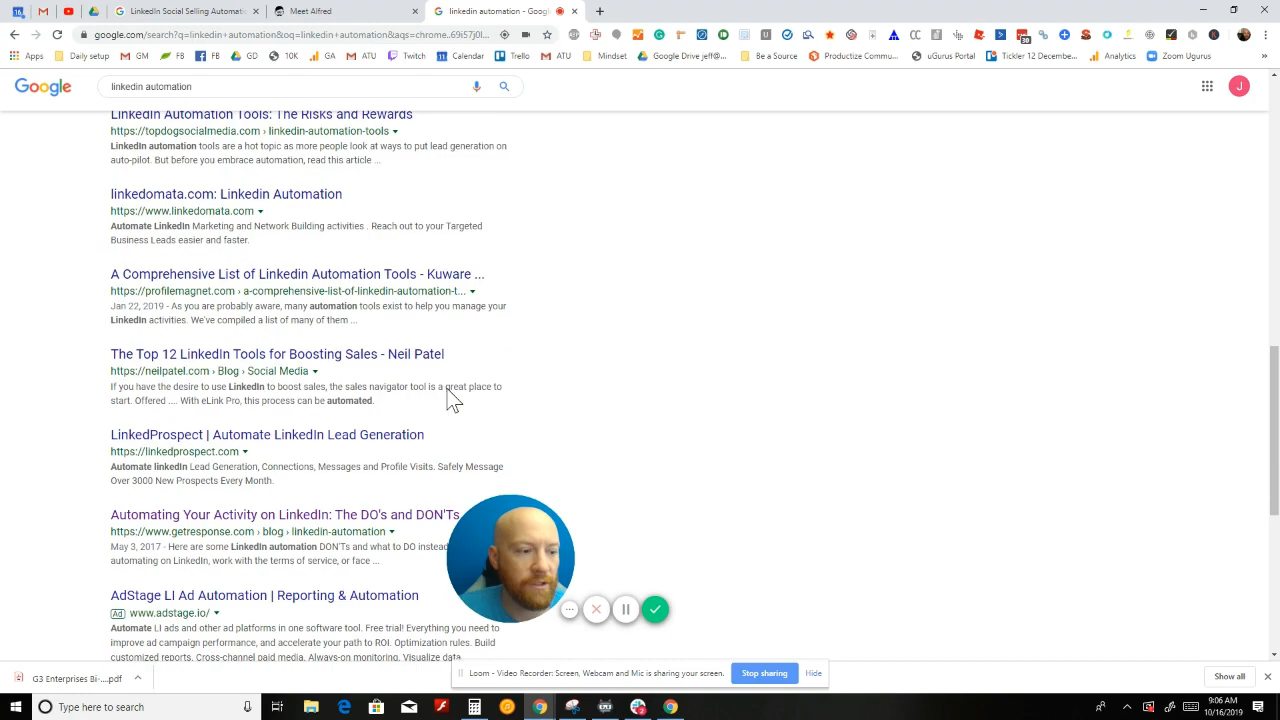 LinkedIn Social Selling Automati
Meet Alfred
linkedin automation - Goog
google.com/search?q=linkedin+automation&oq=linkedin+automation&aqs=chrome..69i57j0l...
Apps
Daily setup
GM
FB
FB
GD
10K
GA
ATU
Twitch
Calendar
Trello
ATU
Mindset
Google Drive jeff@...
Be a Source
Productize Commu...
uGurus Portal
Tickler 12 Decembe...
Analytics
Zoom Ugurus
Google
linkedin automation
J
LinkedIn Automation Tools: The Risks and Rewards
https://topdogsocialmedia.com › linkedin-automation-tools
LinkedIn automation tools are a hot topic as more people look at ways to put lead generation on
auto-pilot. But before you embrace automation, read this article ...
linkedomata.com: Linkedin Automation
https://www.linkedomata.com
Automate LinkedIn Marketing and Network Building activities . Reach out to your Targeted
Business Leads easier and faster.
A Comprehensive List of Linkedin Automation Tools - Kuware ...
https://profilemagnet.com › a-comprehensive-list-of-linkedin-automation-t...
Jan 22, 2019 - As you are probably aware, many automation tools exist to help you manage your
LinkedIn activities. We've compiled a list of many of them ...
The Top 12 LinkedIn Tools for Boosting Sales - Neil Patel
https://neilpatel.com › Blog › Social Media
If you have the desire to use LinkedIn to boost sales, the sales navigator tool is a great place to
start. Offered .... With eLink Pro, this process can be automated.
LinkedProspect | Automate LinkedIn Lead Generation
https://linkedprospect.com
Automate linkedin Lead Generation, Connections, Messages and Profile Visits. Safely Message
Over 3000 New Prospects Every Month.
Automating Your Activity on LinkedIn: The DO's and DON'Ts
https://www.getresponse.com › blog › linkedin-automation
May 3, 2017 - Here are some LinkedIn automation DON'Ts and what to DO instead
automating on LinkedIn, work with the terms of service, or face ...
AdStage LI Ad Automation | Reporting & Automation
Ad www.adstage.io/
Automate LI ads and other ad platforms in one software tool. Free trial! Everything you need to
improve ad campaign performance, and accelerate your path to ROI. Optimization rules. Build
customized reports. Cross-channel paid media. Always-on monitoring. Visualize data
G3 Enterprises Bi-....pdf
Loom - Video Recorder: Screen, Webcam and Mic is sharing your screen.
Stop sharing
Hide
Show all
Type here to search
9:06 AM
10/16/2019